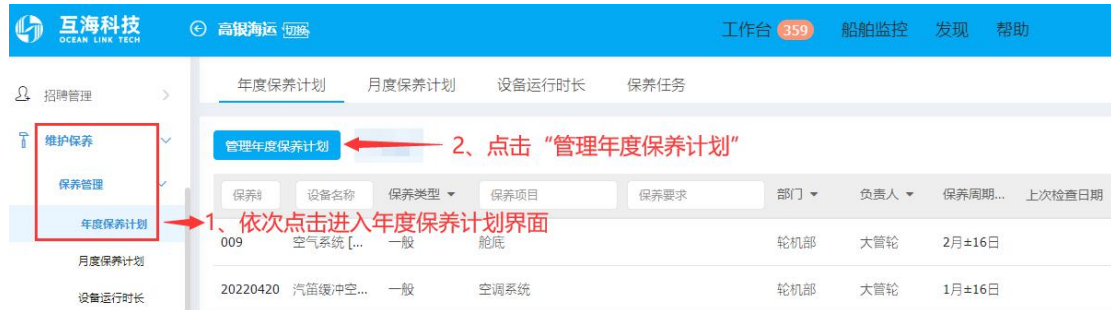 互海科技
OCEAN LINK TECH
高银海运 切换
工作台 359 船舶监控 发现 帮助
招聘管理
维护保养
保养管理
年度保养计划
月度保养计划
设备运行时长
年度保养计划 月度保养计划 设备运行时长 保养任务
管理年度保养计划
2、点击“管理年度保养计划”
设备名称 保养类型 保养项目 保养要求 部门 负责人 保养周期... 上次检查日期
1、依次点击进入年度保养计划界面
009 空气系统 [... 一般 舱底 轮机部 大管轮 2月±16日
20220420 汽笛缓冲空... 一般 空调系统 轮机部 大管轮 1月±16日